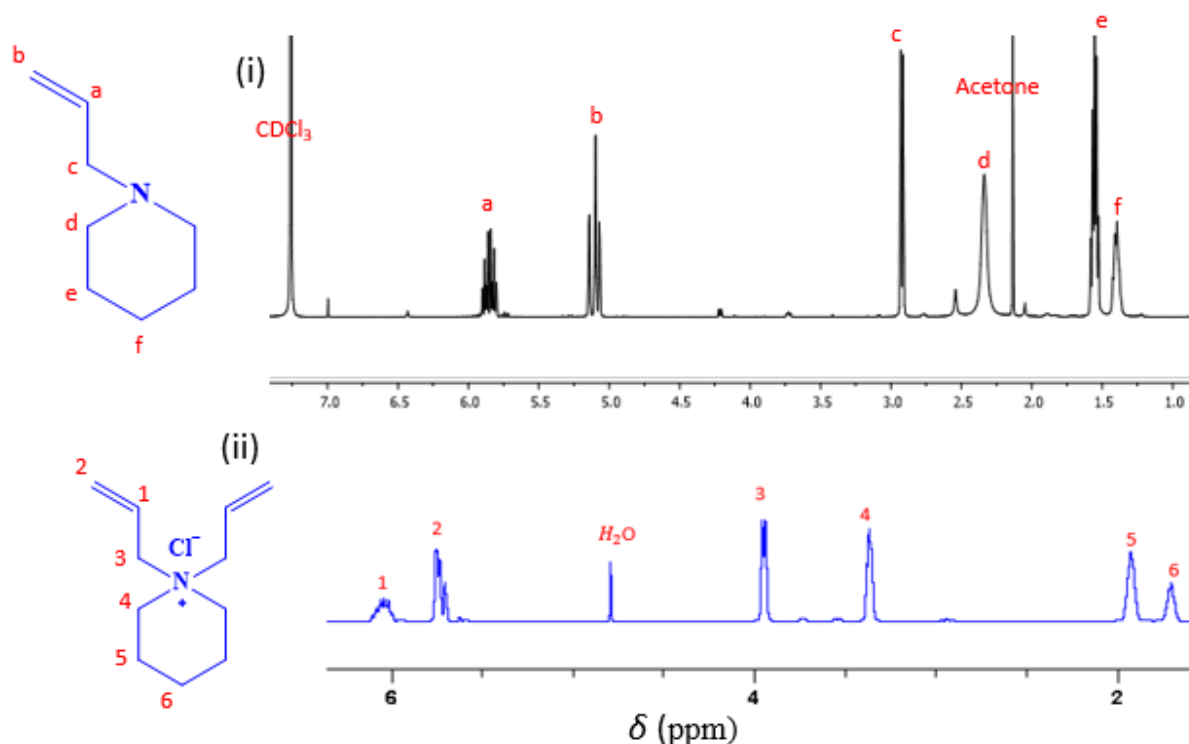 (i)
b
a
c
N
d
e
f
CDCl3
a
b
c
d
Acetone
e
f
7.0 6.5 6.0 5.5 5.0 4.5 4.0 3.5 3.0 2.5 2.0 1.5 1.0
(ii)
2
1
3
Cl−
N
+
4
5
6
1
2
H2O
3
4
5
6
6 4 2
δ (ppm)